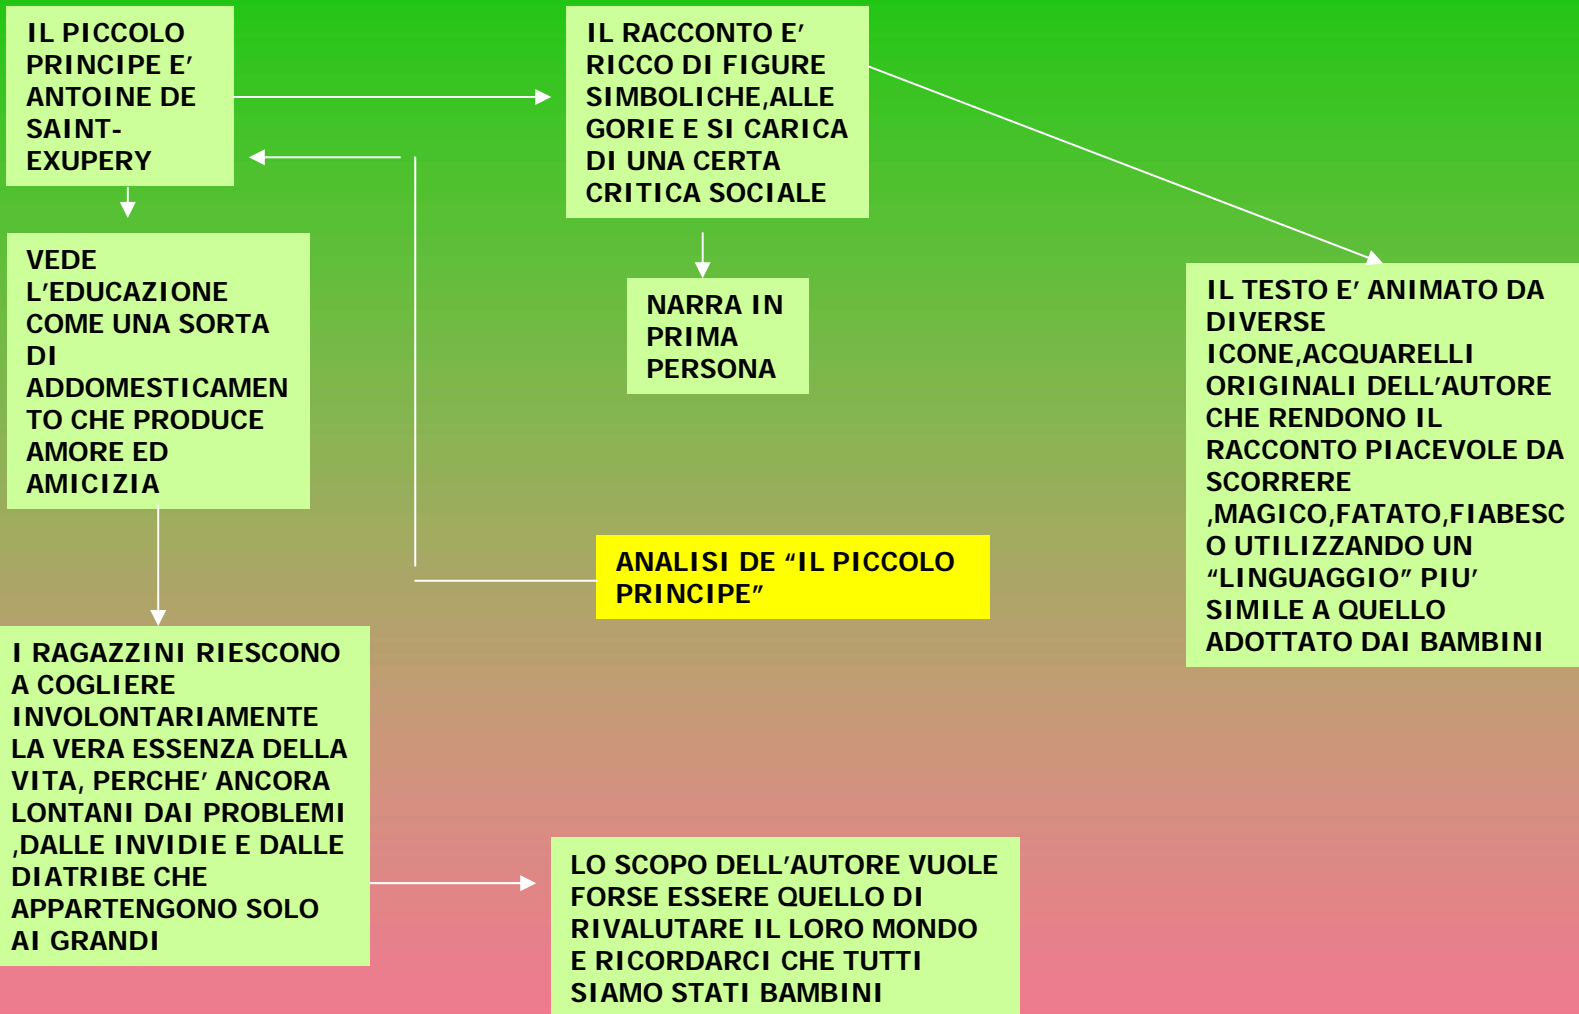 IL PICCOLO
PRINCIPE E’
ANTOINE DE
SAINT-
EXUPERY
IL RACCONTO E’
RICCO DI FIGURE
SIMBOLICHE,ALLE
GORIE E SI CARICA
DI UNA CERTA
CRITICA SOCIALE
VEDE
L’EDUCAZIONE
COME UNA SORTA
DI
ADDOMESTICAMEN
TO CHE PRODUCE
AMORE ED
AMICIZIA
NARRA IN
PRIMA
PERSONA
IL TESTO E’ ANIMATO DA
DIVERSE
ICONE,ACQUARELLI
ORIGINALI DELL’AUTORE
CHE RENDONO IL
RACCONTO PIACEVOLE DA
SCORRERE
,MAGICO,FATATO,FIABESC
O UTILIZZANDO UN
“LINGUAGGIO” PIU’
SIMILE A QUELLO
ADOTTATO DAI BAMBINI
ANALISI DE “IL PICCOLO
PRINCIPE”
I RAGAZZINI RIESCONO
A COGLIERE
INVOLONTARIAMENTE
LA VERA ESSENZA DELLA
VITA, PERCHE’ ANCORA
LONTANI DAI PROBLEMI
,DALLE INVIDIE E DALLE
DIATRIBE CHE
APPARTENGONO SOLO
AI GRANDI
LO SCOPO DELL’AUTORE VUOLE
FORSE ESSERE QUELLO DI
RIVALUTARE IL LORO MONDO
E RICORDARCI CHE TUTTI
SIAMO STATI BAMBINI